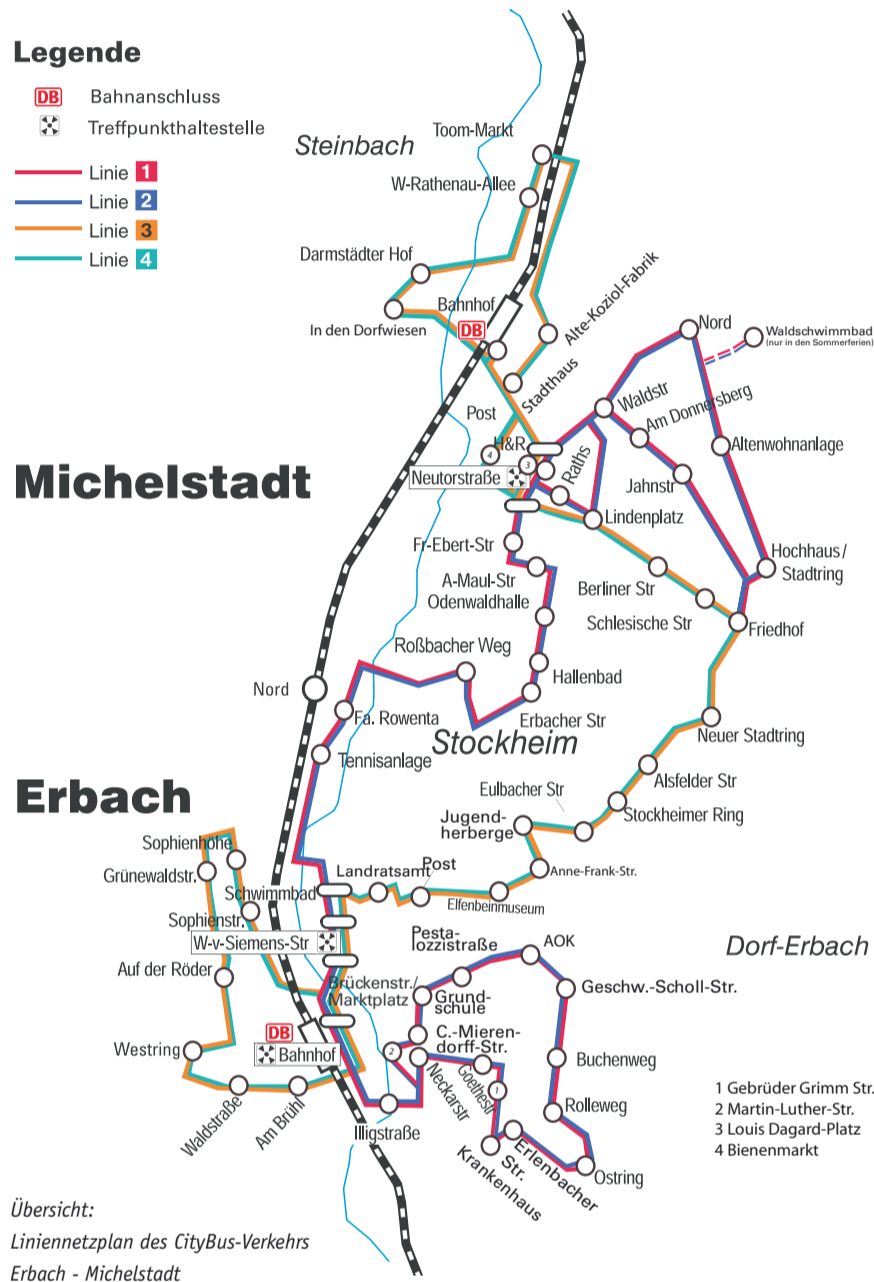 Legende
DB Bahnanschluss
Treffpunkthaltestelle
Linie 1
Linie 2
Linie 3
Linie 4
Steinbach
Toom-Markt
W-Rathenau-Allee
Darmstädter Hof
In den Dorfwiesen
Bahnhof
DB
Alte-Koziol-Fabrik
Stadthaus
Nord
Waldschwimmbad
(nur in den Sommerferien)
Waldstr
Am Donnersberg
Altenwohnanlage
Jahnstr
Post
H&R
4
3
Raths
Neutorstraße
Lindenplatz
Michelstadt
Hochhaus/
Stadtring
Fr-Ebert-Str
A-Maul-Str
Odenwaldhalle
Berliner Str
Schlesische Str
Friedhof
Roßbacher Weg
Hallenbad
Erbacher Str
Nord
Fa. Rowenta
Tennisanlage
Stockheim
Neuer Stadtring
Alsfelder Str
Stockheimer Ring
Eulbacher Str
Jugend-
herberge
Anne-Frank-Str.
Elfenbeinmuseum
Post
Landratsamt
Erbach
Sophienhöhe
Grünewaldstr.
Schwimmbad
Sophienstr.
W-v-Siemens-Str
Auf der Röder
Brückenstr./
Marktplatz
DB
Bahnhof
Westring
Waldstraße
Am Brühl
Illigstraße
Dorf-Erbach
Pesta-
lozzistraße
AOK
Geschw.-Scholl-Str.
Grund-
schule
C.-Mieren-
dorff-Str.
2
Neckarstr
Goethestr
1
Buchenweg
Rolleweg
Erlenbacher
Str.
Krankenhaus
Ostring
1 Gebrüder Grimm Str.
2 Martin-Luther-Str.
3 Louis Dagard-Platz
4 Bienenmarkt
Übersicht:
Liniennetzplan des CityBus-Verkehrs
Erbach - Michelstadt